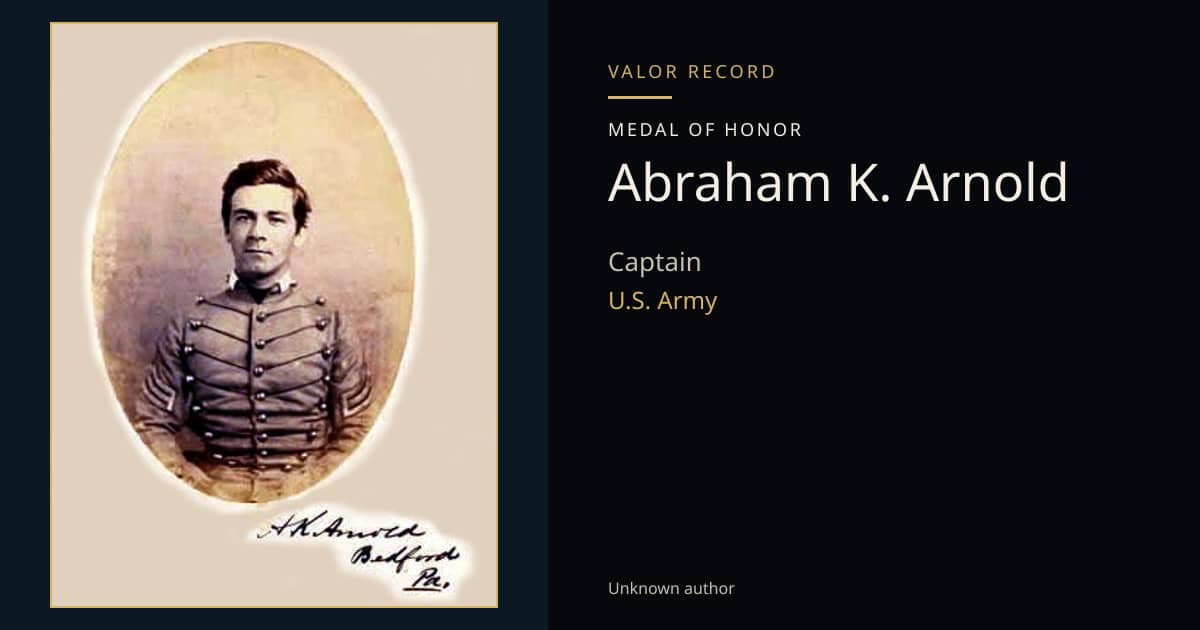 A K Arnold
Bedford
Pa.
VALOR RECORD
MEDAL OF HONOR
Abraham K. Arnold
Captain
U.S. Army
Unknown author